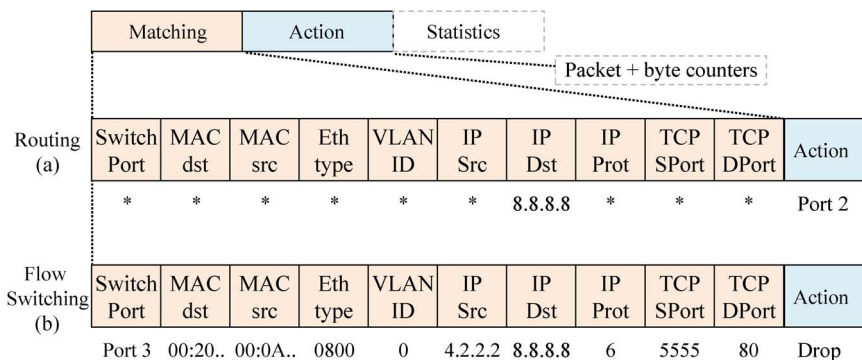 Matching Action Statistics
Packet + byte counters
Routing
(a)
Switch Port MAC dst MAC src Eth type VLAN ID IP Src IP Dst IP Prot TCP SPort TCP DPort Action
* * * * * * 8.8.8.8 * * * Port 2
Flow
Switching
(b)
Switch Port MAC dst MAC src Eth type VLAN ID IP Src IP Dst IP Prot TCP SPort TCP DPort Action
Port 3 00:20.. 00:0A.. 0800 0 4.2.2.2 8.8.8.8 6 5555 80 Drop